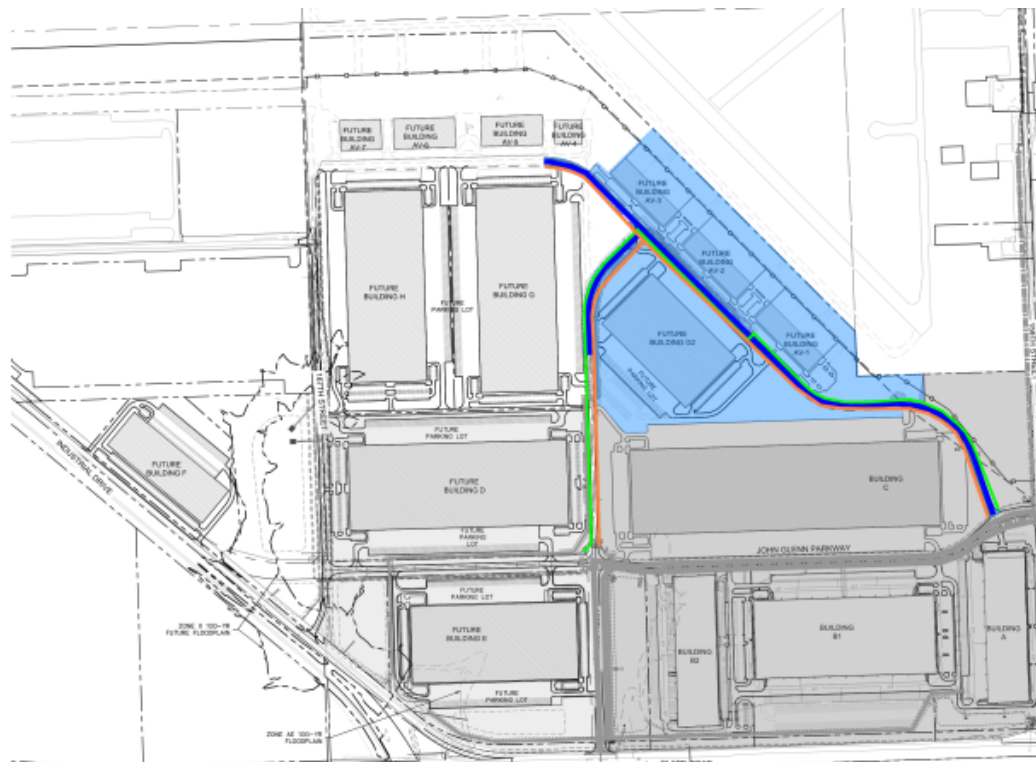 FUTURE
BUILDING
AV-7
FUTURE
BUILDING
AV-6
FUTURE
BUILDING
AV-5
FUTURE
BUILDING
AV-4
FUTURE
BUILDING
AV-3
FUTURE
BUILDING
AV-2
FUTURE
BUILDING
AV-1
FUTURE
BUILDING H
FUTURE
PARKING LOT
FUTURE
BUILDING G
FUTURE
BUILDING G2
FUTURE
PARKING LOT
167TH STREET
FUTURE
PARKING LOT
INDUSTRIAL DRIVE
FUTURE
BUILDING F
FUTURE
BUILDING D
BUILDING
C
FUTURE
PARKING LOT
JOHN GLENN PARKWAY
FUTURE
PARKING LOT
ZONE X 100-YR
FUTURE FLOODPLAIN
FUTURE
BUILDING E
BUILDING
B2
BUILDING
B1
BUILDING
A
FUTURE
PARKING LOT
ZONE AE 100-YR
FLOODPLAIN